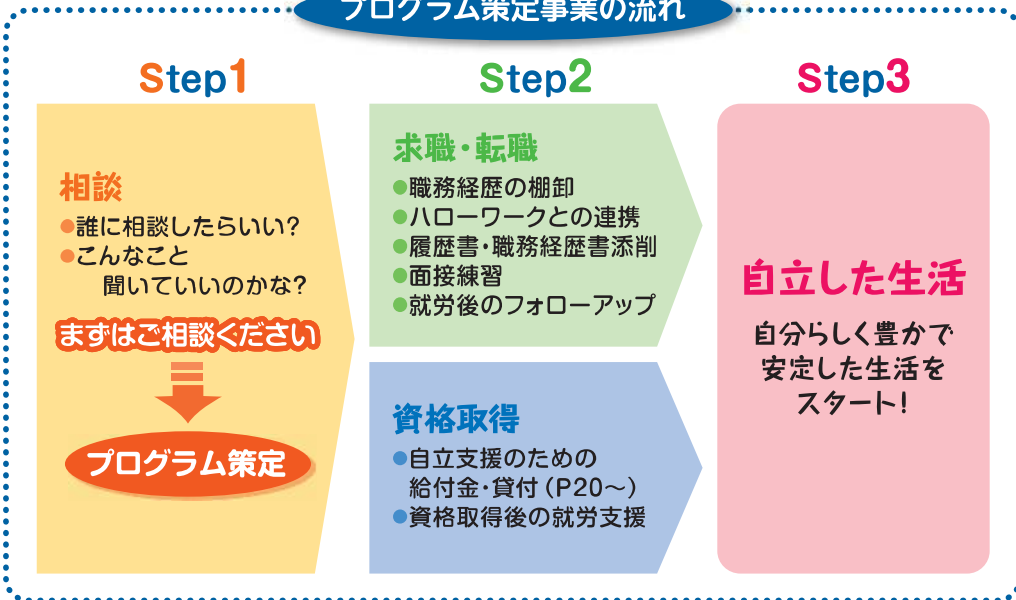 プログラム策定事業の流れ
Step1
相談
●誰に相談したらいい？
●こんなこと
聞いていいのかな？
まずはご相談ください
プログラム策定
Step2
求職・転職
●職務経歴の棚卸
●ハローワークとの連携
●履歴書・職務経歴書添削
●面接練習
●就労後のフォローアップ
資格取得
●自立支援のための
給付金・貸付（P20～）
●資格取得後の就労支援
Step3
自立した生活
自分らしく豊かで
安定した生活を
スタート！